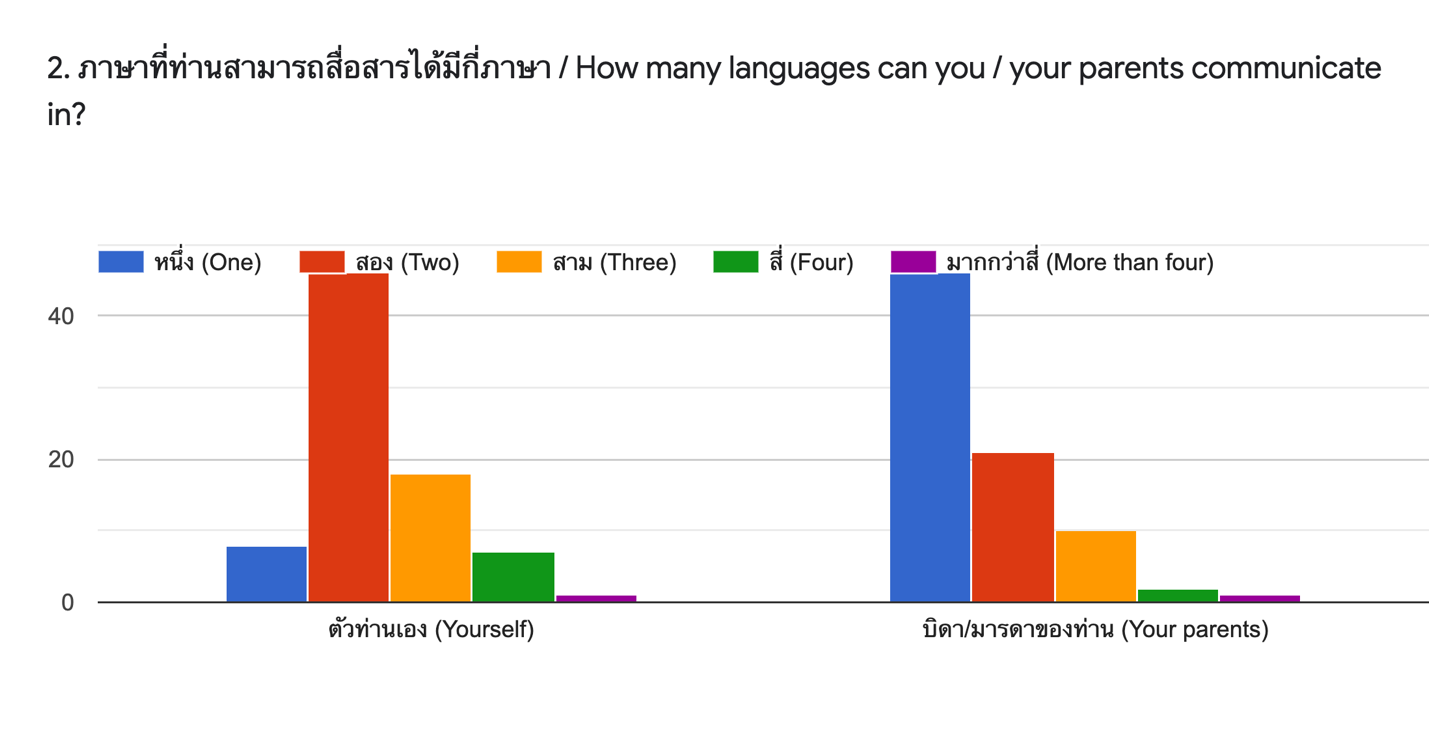 2. ภาษาที่ท่านสามารถสื่อสารได้มีกี่ภาษา / How many languages can you / your parents communicate
in?
หนึ่ง (One) สอง (Two) สาม (Three) สี่ (Four) มากกว่าสี่ (More than four)
40
20
0
ตัวท่านเอง (Yourself) บิดา/มารดาของท่าน (Your parents)